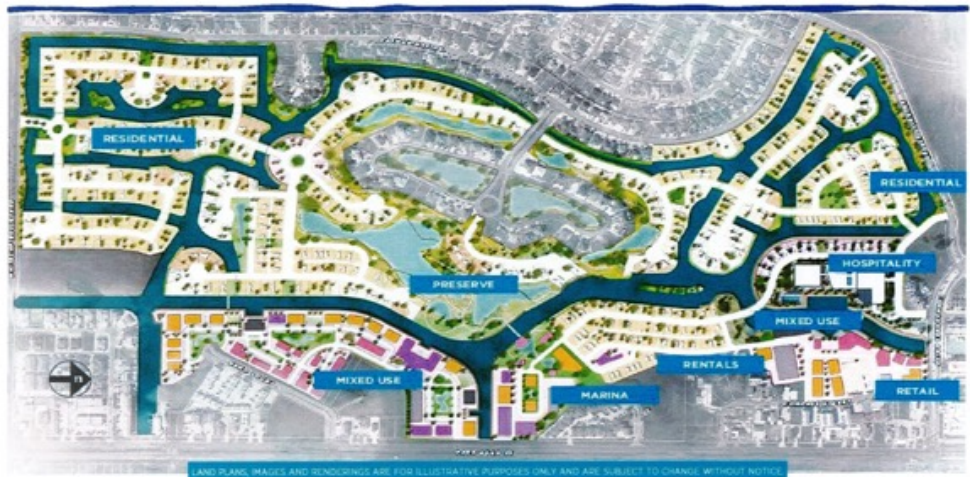 RESIDENTIAL
RESIDENTIAL
HOSPITALITY
PRESERVE
MIXED USE
RENTALS
MIXED USE
MARINA
RETAIL
n
LAND PLANS, IMAGES AND RENDERINGS ARE FOR ILLUSTRATIVE PURPOSES ONLY AND ARE SUBJECT TO CHANGE WITHOUT NOTICE